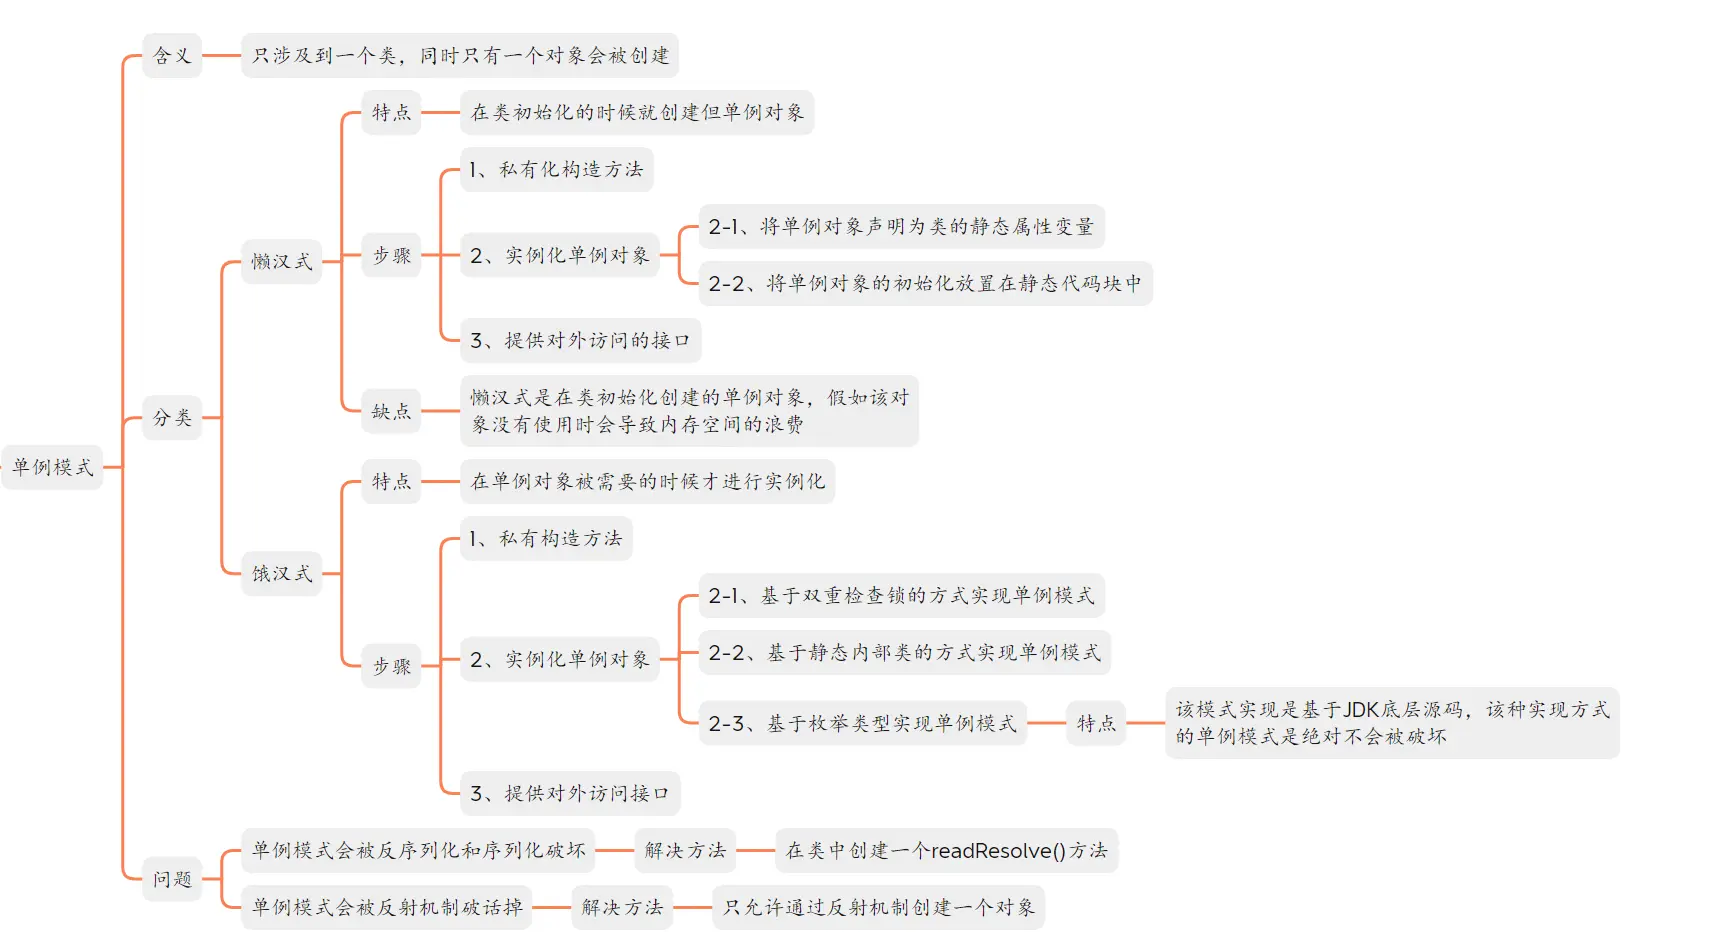 含义
只涉及到一个类，同时只有一个对象会被创建
特点
在类初始化的时候就创建但单例对象
1、私有化构造方法
2-1、将单例对象声明为类的静态属性变量
懒汉式
步骤
2、实例化单例对象
2-2、将单例对象的初始化放置在静态代码块中
3、提供对外访问的接口
分类
缺点
懒汉式是在类初始化创建的单例对象，假如该对
象没有使用时会导致内存空间的浪费
单例模式
特点
在单例对象被需要的时候才进行实例化
1、私有构造方法
饿汉式
2-1、基于双重检查锁的方式实现单例模式
步骤
2、实例化单例对象
2-2、基于静态内部类的方式实现单例模式
2-3、基于枚举类型实现单例模式
特点
该模式实现是基于JDK底层源码，该种实现方式
的单例模式是绝对不会被破坏
3、提供对外访问接口
问题
单例模式会被反序列化和序列化破坏
解决方法
在类中创建一个readResolve()方法
单例模式会被反射机制破话掉
解决方法
只允许通过反射机制创建一个对象